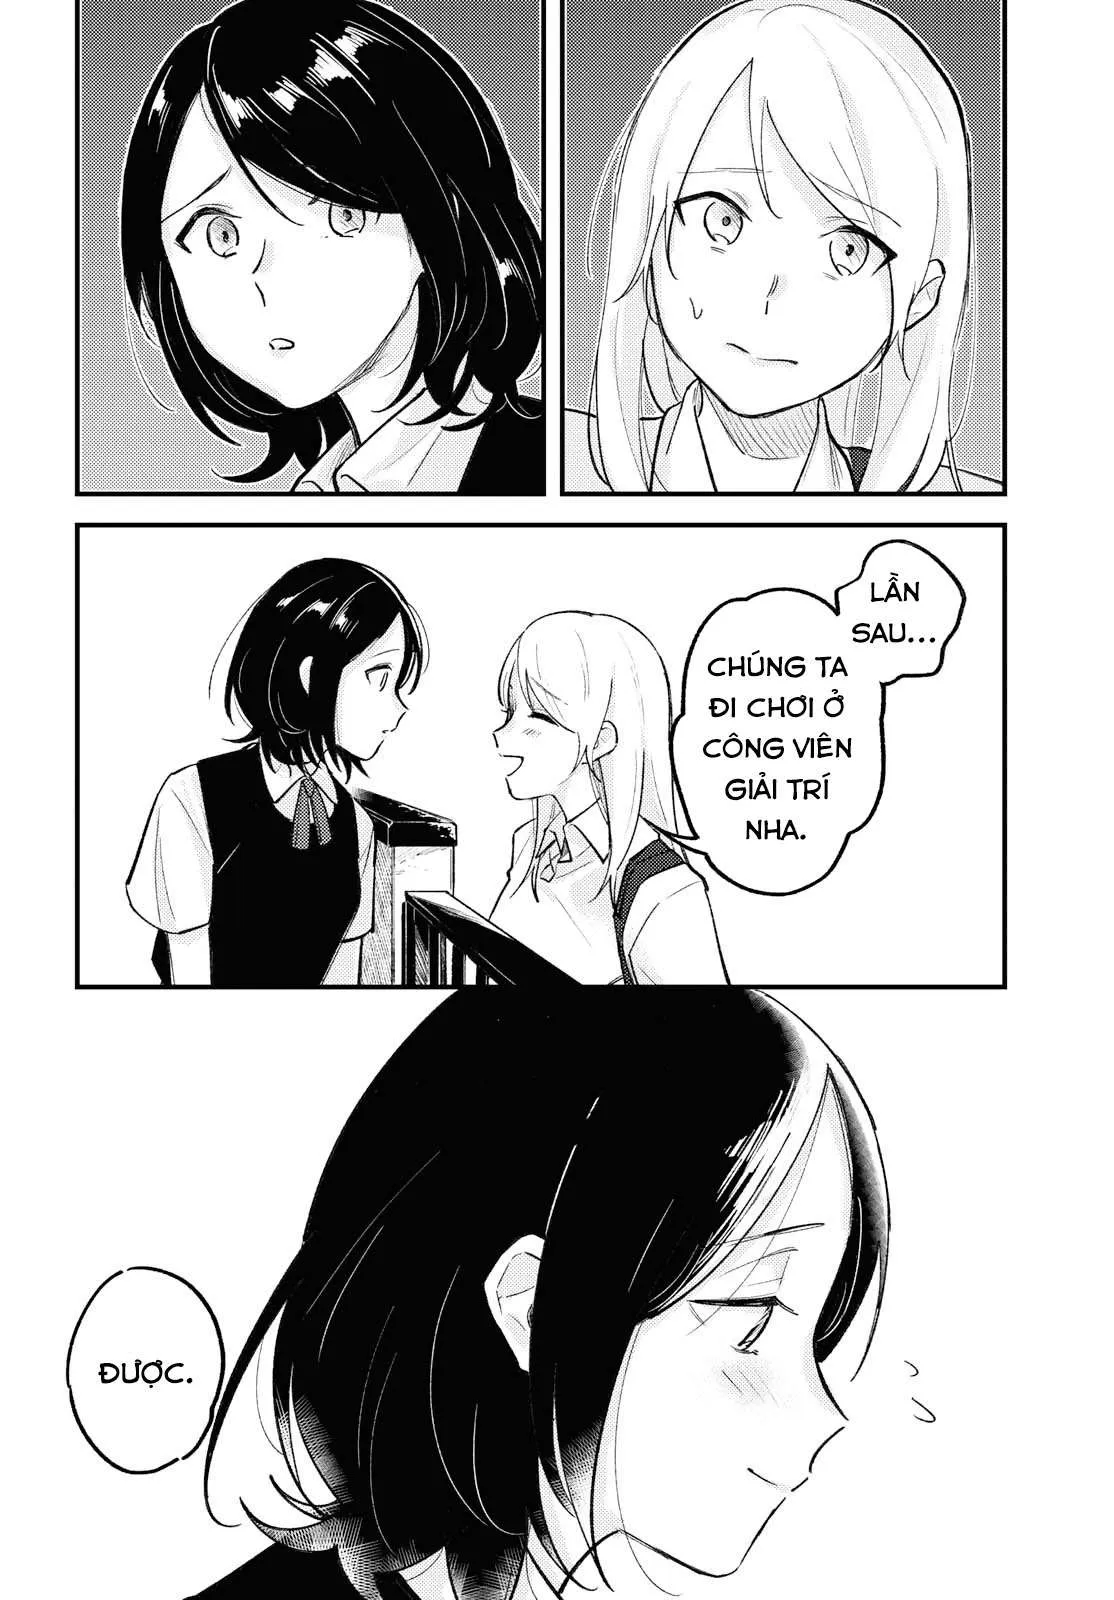 LẦN
SAU...
CHÚNG TA
ĐI CHƠI Ở
CÔNG VIÊN
GIẢI TRÍ
NHA.
ĐƯỢC.